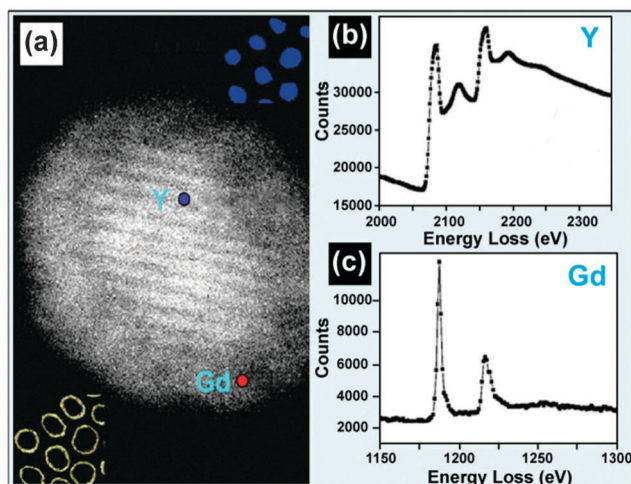 (a)
Y
Gd
(b)
Y
Counts
30000
25000
20000
15000
2000
2100
2200
2300
Energy Loss (eV)
(c)
Gd
Counts
10000
8000
6000
4000
2000
1150
1200
1250
1300
Energy Loss (eV)